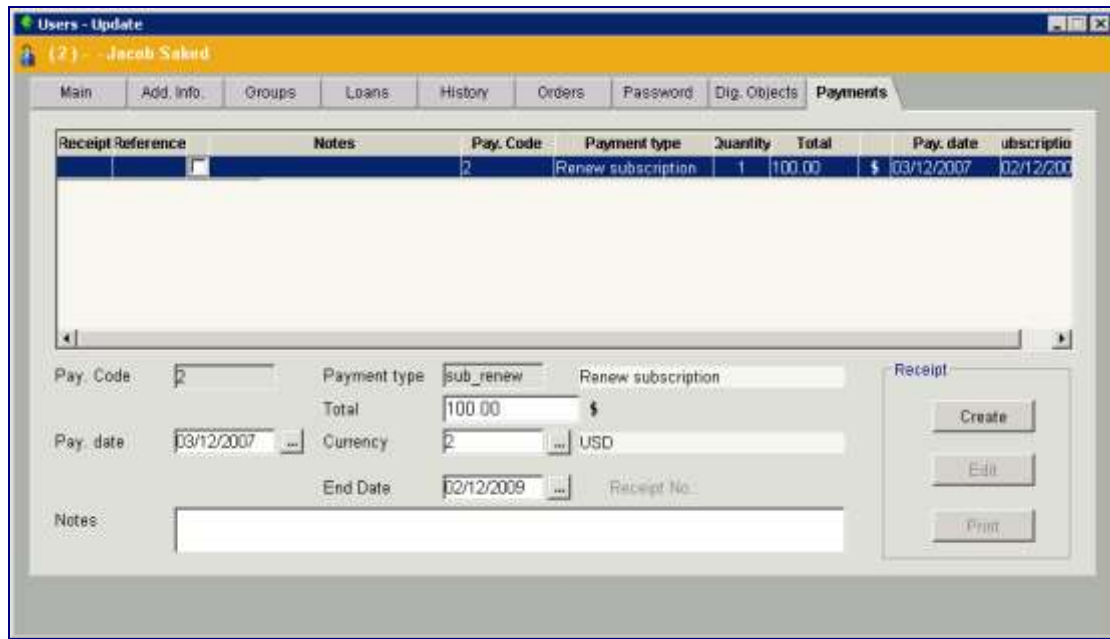 Users - Update
(2) - -Jacob Saked
Main Add. Info. Groups Loans History Orders Password Dig. Objects Payments
Receipt Reference Notes Pay. Code Payment type Quantity Total Pay. date ubscriptio
2 Renew subscription 1 100.00 $ 03/12/2007 02/12/200
Pay. Code 2 Payment type sub_renew Renew subscription
Receipt
Total 100.00 $
Create
Pay. date 03/12/2007 ... Currency 2 ... USD
Edit
End Date 02/12/2009 ... Receipt No.
Notes
Print